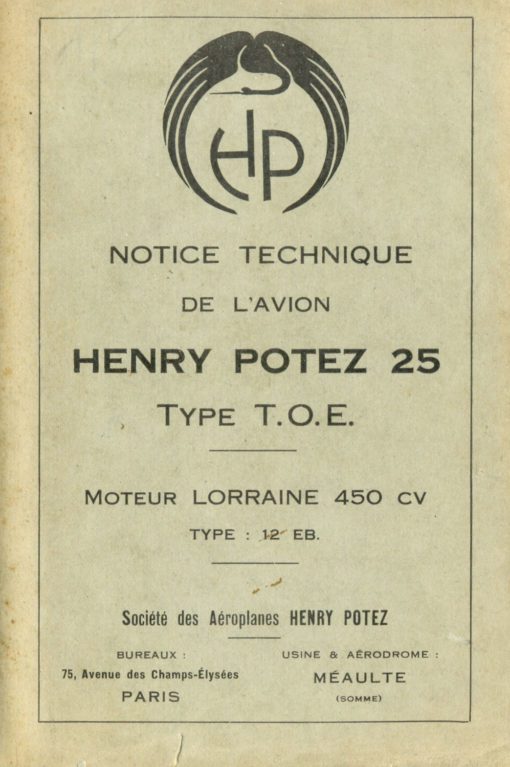 HP
NOTICE TECHNIQUE
DE L'AVION
HENRY POTEZ 25
TYPE T.O.E.
MOTEUR LORRAINE 450 CV
TYPE : 12 EB.
Société des Aéroplanes HENRY POTEZ
BUREAUX :
75, Avenue des Champs-Élysées
PARIS
USINE & AÉRODROME :
MÉAULTE
(SOMME)